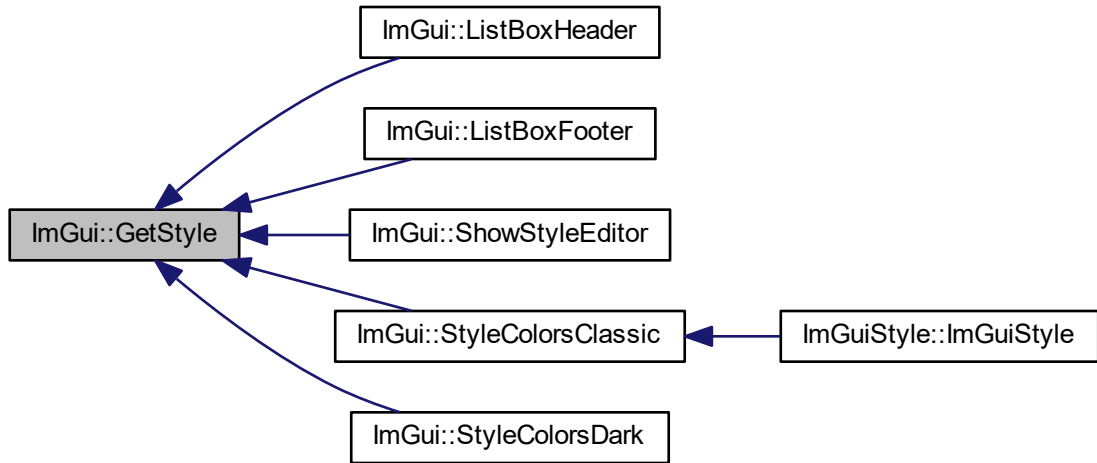 ImGui::ListBoxHeader
ImGui::ListBoxFooter
ImGui::GetStyle
ImGui::ShowStyleEditor
ImGui::StyleColorsClassic
ImGuiStyle::ImGuiStyle
ImGui::StyleColorsDark